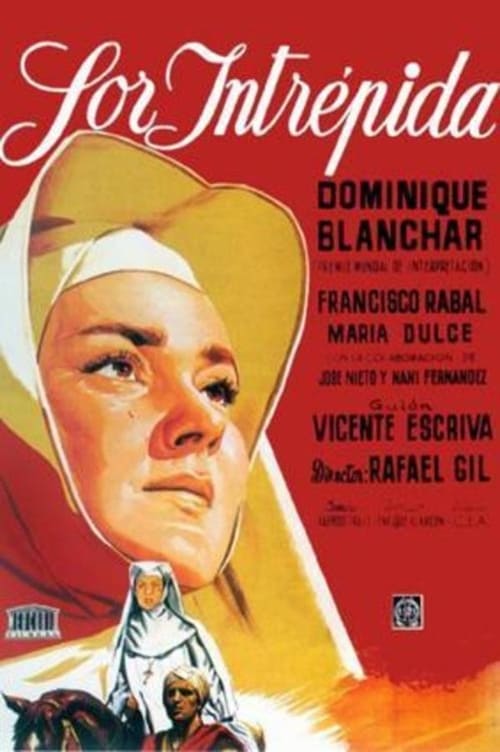 Sor Intrépida
DOMINIQUE
BLANCHAR
(PREMIO MUNDIAL DE INTERPRETACIÓN)
FRANCISCO RABAL
MARIA DULCE
CON LA COLABORACION DE
JOSE NIETO Y NANI FERNANDEZ
Guión
VICENTE ESCRIVA
Director: RAFAEL GIL
C.E.A.